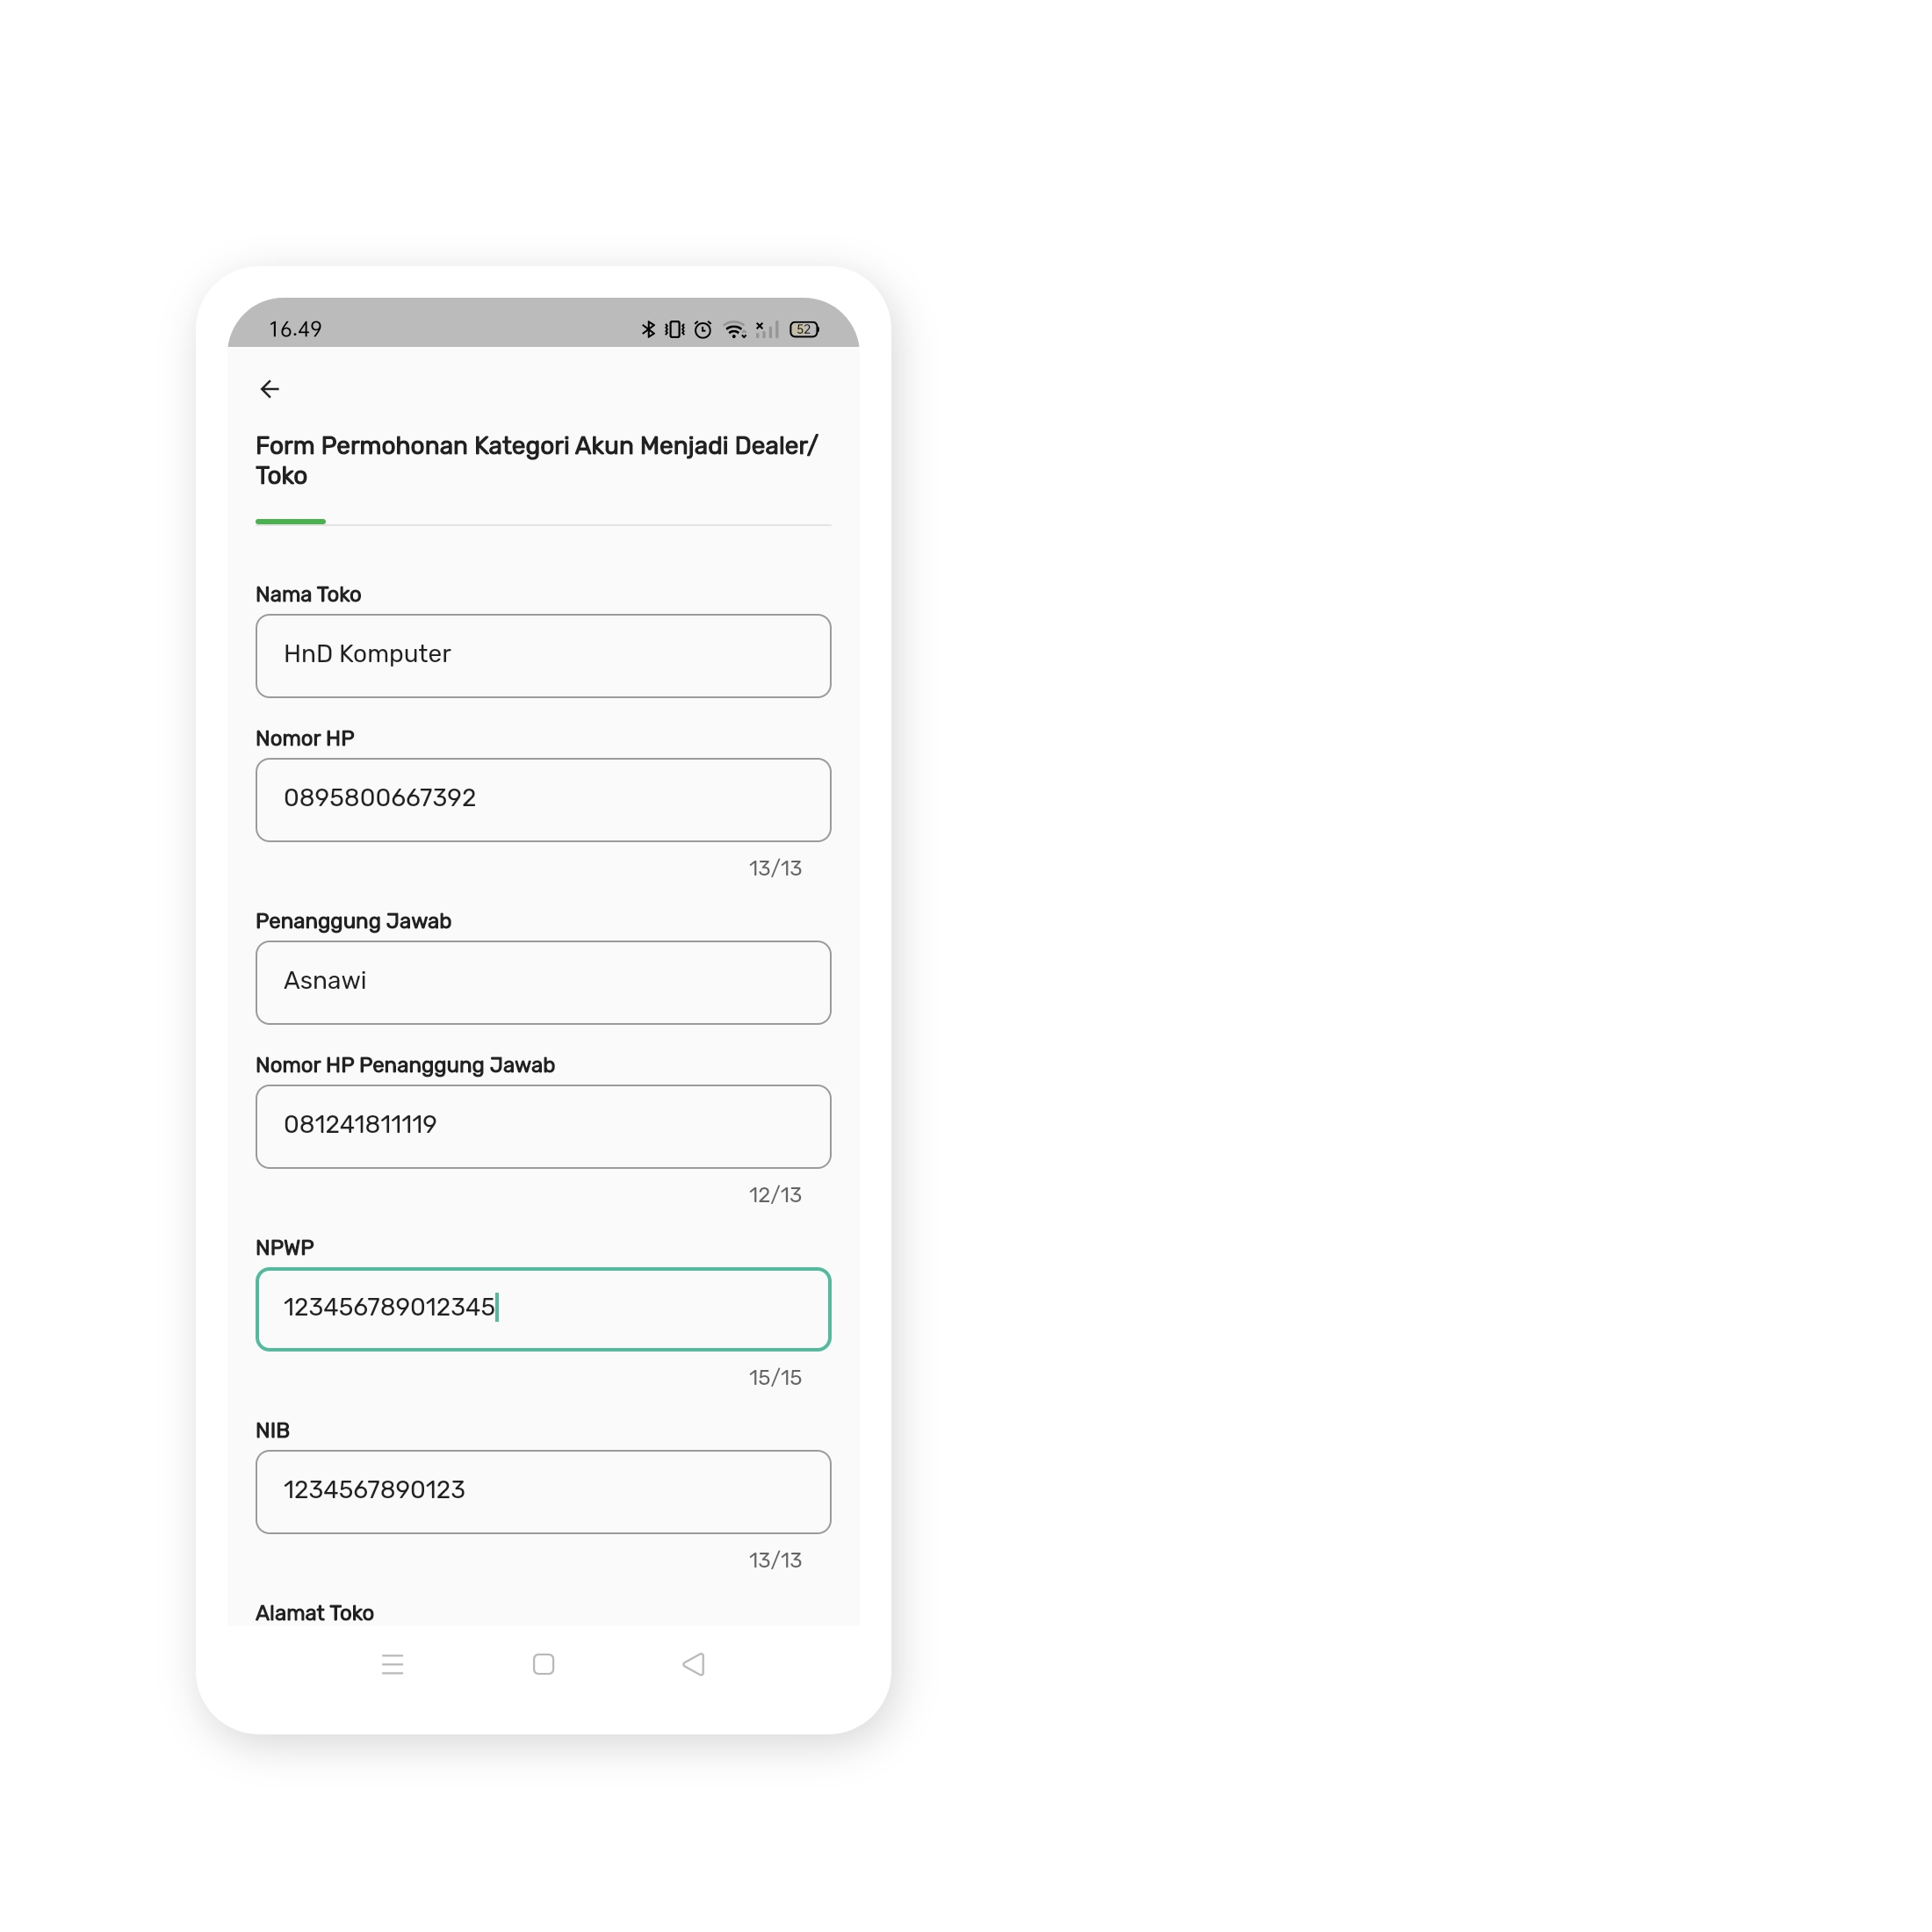 16.49
52
Form Permohonan Kategori Akun Menjadi Dealer/
Toko
Nama Toko
HnD Komputer
Nomor HP
0895800667392
13/13
Penanggung Jawab
Asnawi
Nomor HP Penanggung Jawab
081241811119
12/13
NPWP
123456789012345
15/15
NIB
1234567890123
13/13
Alamat Toko